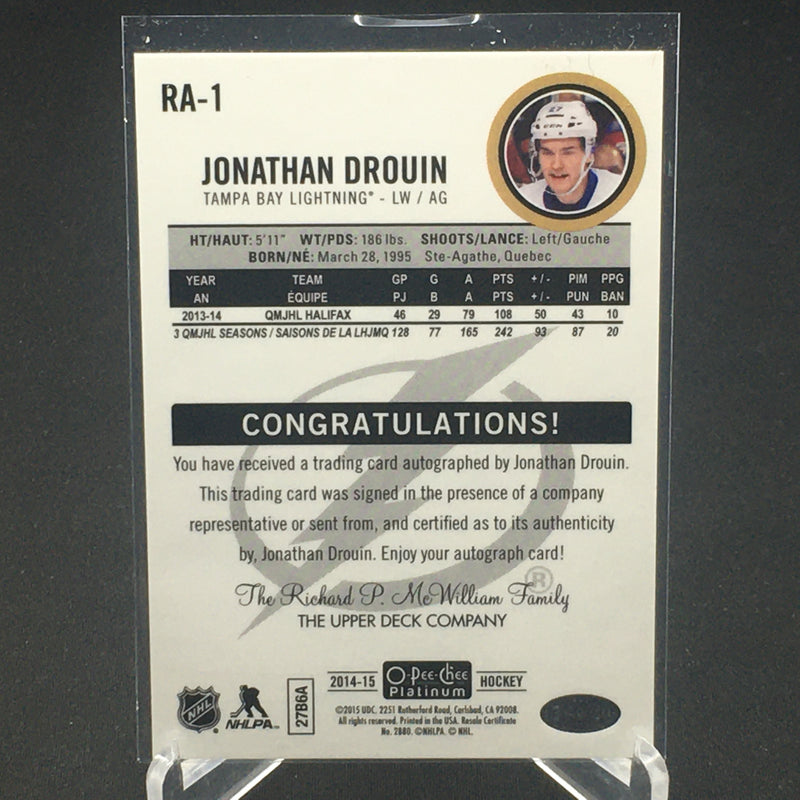 RA-1
27
JONATHAN DROUIN
TAMPA BAY LIGHTNING® - LW / AG
HT/HAUT: 5'11" WT/PDS: 186 lbs. SHOOTS/LANCE: Left/Gauche
BORN/NÉ: March 28, 1995 Ste-Agathe, Quebec
YEAR TEAM GP G A PTS +/- PIM PPG
AN ÉQUIPE PJ B A PTS +/- PUN BAN
2013-14 QMJHL HALIFAX 46 29 79 108 50 43 10
3 QMJHL SEASONS / SAISONS DE LA LHJMQ 128 77 165 242 93 87 20
CONGRATULATIONS!
You have received a trading card autographed by Jonathan Drouin.
This trading card was signed in the presence of a company
representative or sent from, and certified as to its authenticity
by, Jonathan Drouin. Enjoy your autograph card!
®
The Richard P. McWilliam Family
THE UPPER DECK COMPANY
2014-15 O-Pee-Chee Platinum HOCKEY
NHL NHLPA 27B6A
©2015 UDC, 2251 Rutherford Road, Carlsbad, CA 92008.
All rights reserved. Printed in the USA. Resale Certificate
No. 2880. ©NHLPA. © NHL.